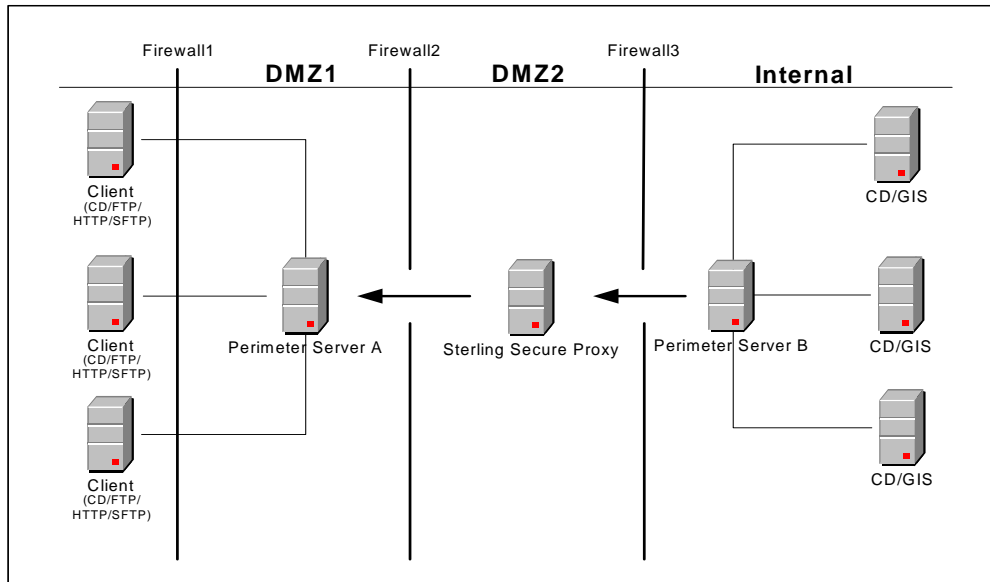 Firewall1
Firewall2
Firewall3
DMZ1
DMZ2
Internal
Client
(CD/FTP/
HTTP/SFTP)
CD/GIS
Client
(CD/FTP/
HTTP/SFTP)
Perimeter Server A
Sterling Secure Proxy
Perimeter Server B
CD/GIS
Client
(CD/FTP/
HTTP/SFTP)
CD/GIS